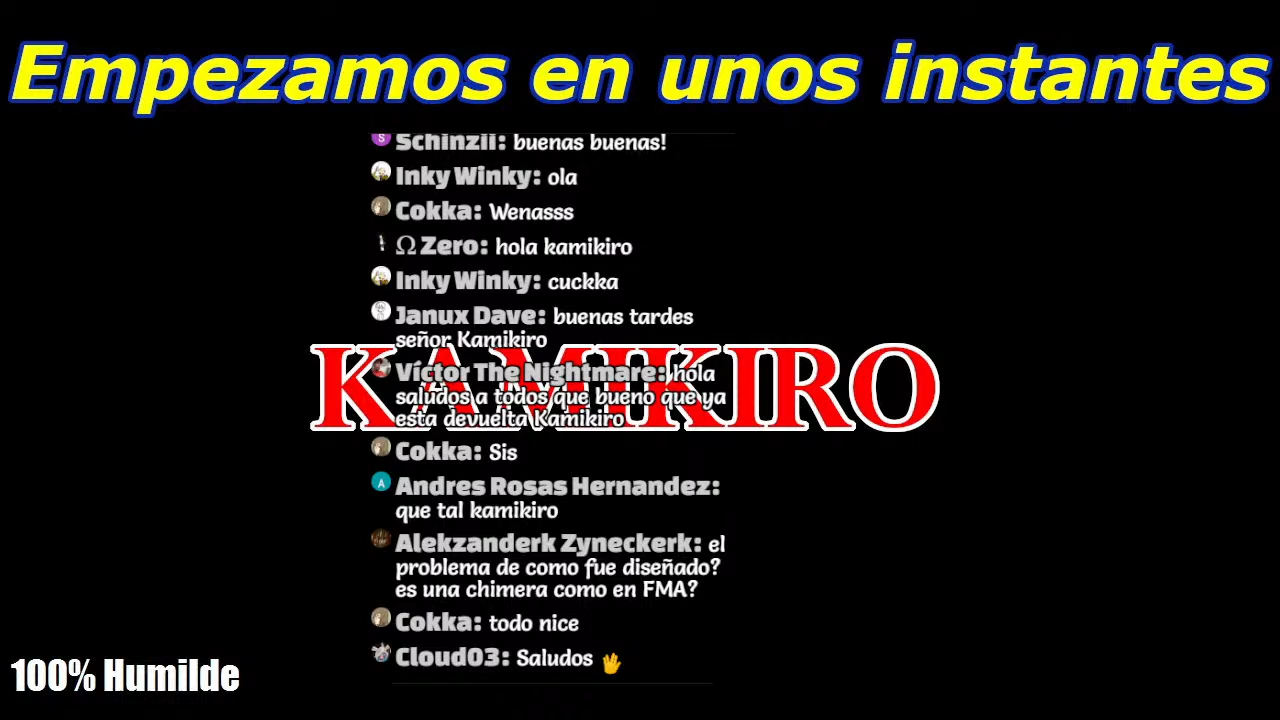 Empezamos en unos instantes
S Schinzii: buenas buenas!
Inky Winky: ola
Cokka: Wenasss
Ω Zero: hola kamikiro
Inky Winky: cuckka
Janux Dave: buenas tardes
señor Kamikiro
KAMIKIRO
Víctor The Nightmare: hola
saludos a todos que bueno que ya
esta devuelta Kamikiro
Cokka: Sis
A Andres Rosas Hernandez:
que tal kamikiro
Alekzanderk Zyneckerk: el
problema de como fue diseñado?
es una chimera como en FMA?
Cokka: todo nice
Cloud03: Saludos 🖖
100% Humilde